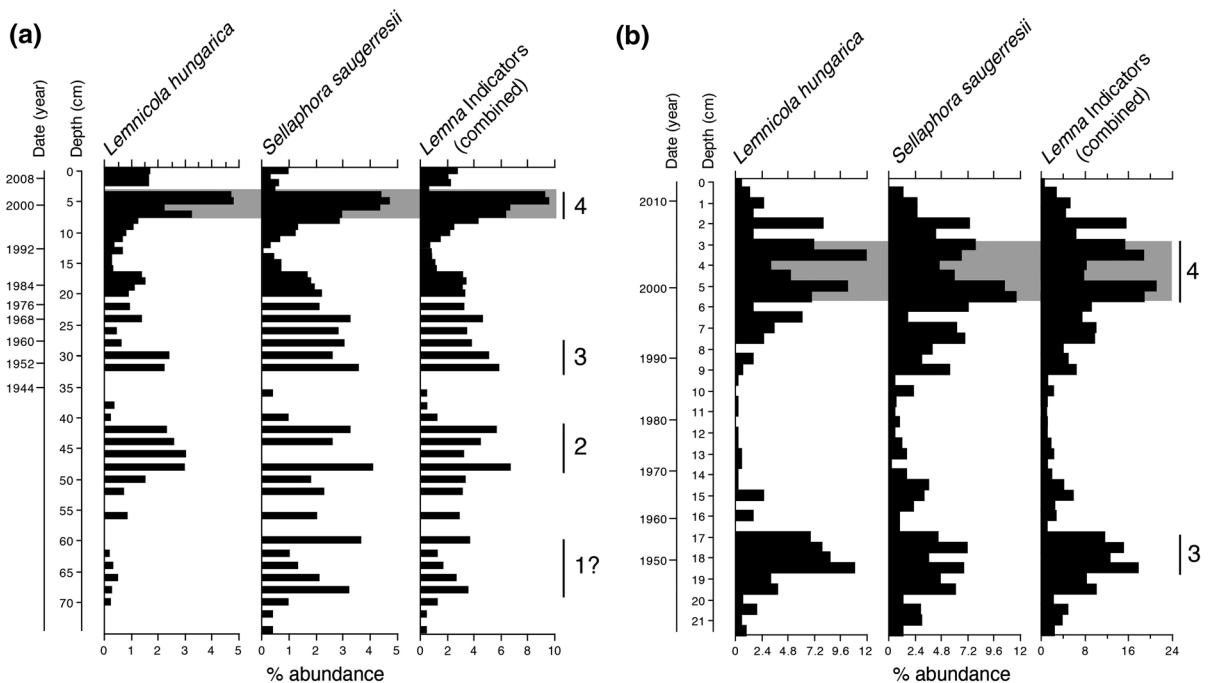 (a)
Date (year)
Depth (cm)
Lemnicola hungarica
Sellaphora saugerresii
Lemna Indicators
(combined)
2008
2000
1992
1984
1976
1968
1960
1952
1944
0
5
10
15
20
25
30
35
40
45
50
55
60
65
70
4
3
2
1?
0 1 2 3 4 5
0 1 2 3 4 5
0 2 4 6 8 10
% abundance
(b)
Date (year)
Depth (cm)
Lemnicola hungarica
Sellaphora saugerresii
Lemna Indicators
(combined)
2010
2000
1990
1980
1970
1960
1950
0
1
2
3
4
5
6
7
8
9
10
11
12
13
14
15
16
17
18
19
20
21
4
3
0 2.4 4.8 7.2 9.6 12
0 2.4 4.8 7.2 9.6 12
0 8 16 24
% abundance